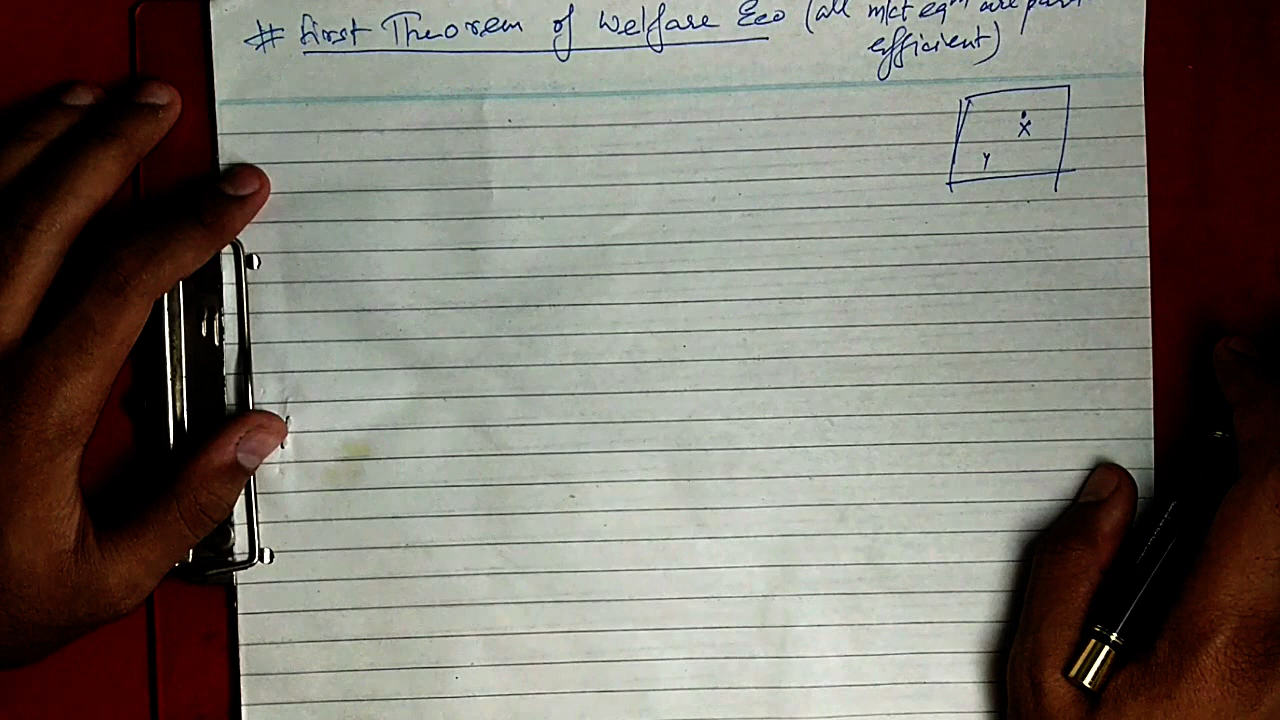 # First Theorem of Welfare Eco (all mkt eqm are
efficient)
X
Y